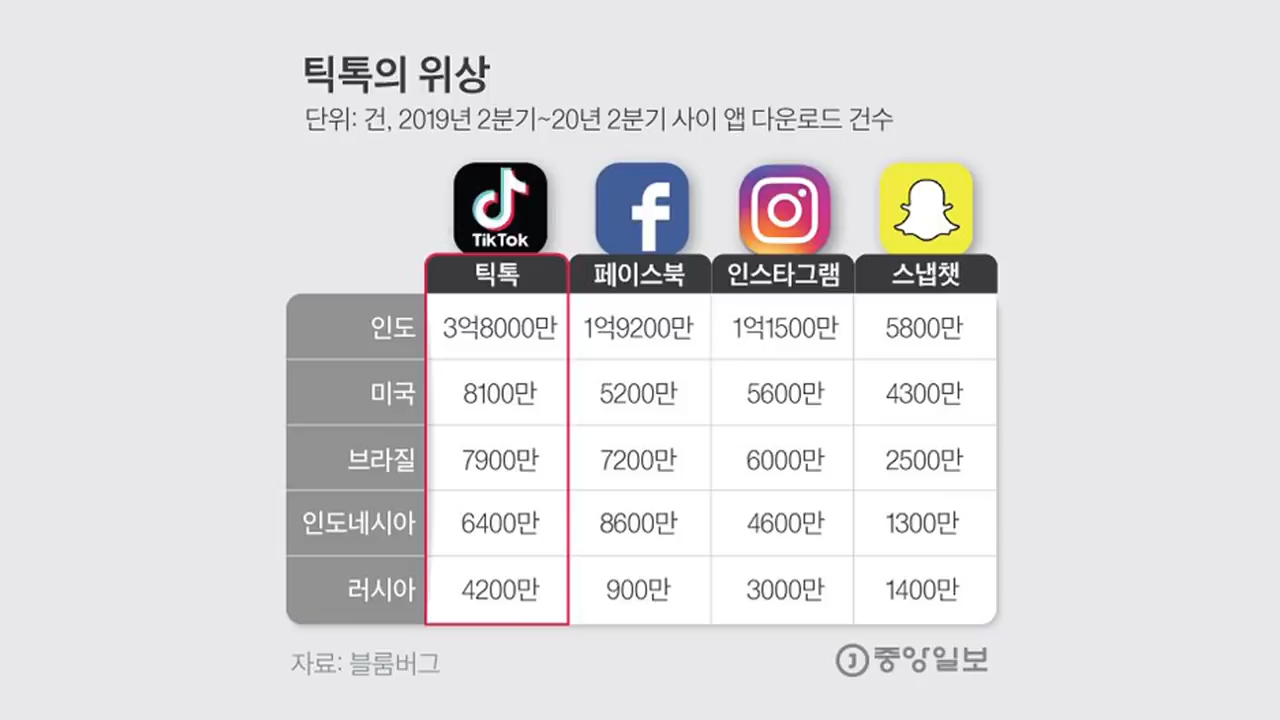 틱톡의 위상
단위: 건, 2019년 2분기~20년 2분기 사이 앱 다운로드 건수
TikTok
틱톡 페이스북 인스타그램 스냅챗
인도 3억8000만 1억9200만 1억1500만 5800만
미국 8100만 5200만 5600만 4300만
브라질 7900만 7200만 6000만 2500만
인도네시아 6400만 8600만 4600만 1300만
러시아 4200만 900만 3000만 1400만
자료: 블룸버그
J 중앙일보